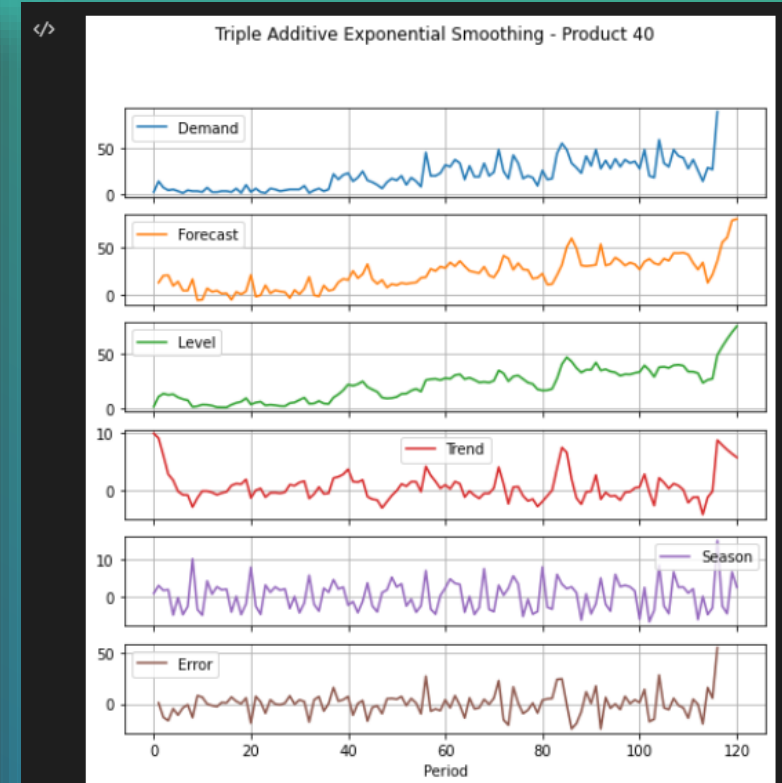 </>
Triple Additive Exponential Smoothing - Product 40
Demand
50
0
Forecast
50
0
Level
50
0
Trend
10
0
Season
10
0
Error
50
0
0 20 40 60 80 100 120
Period